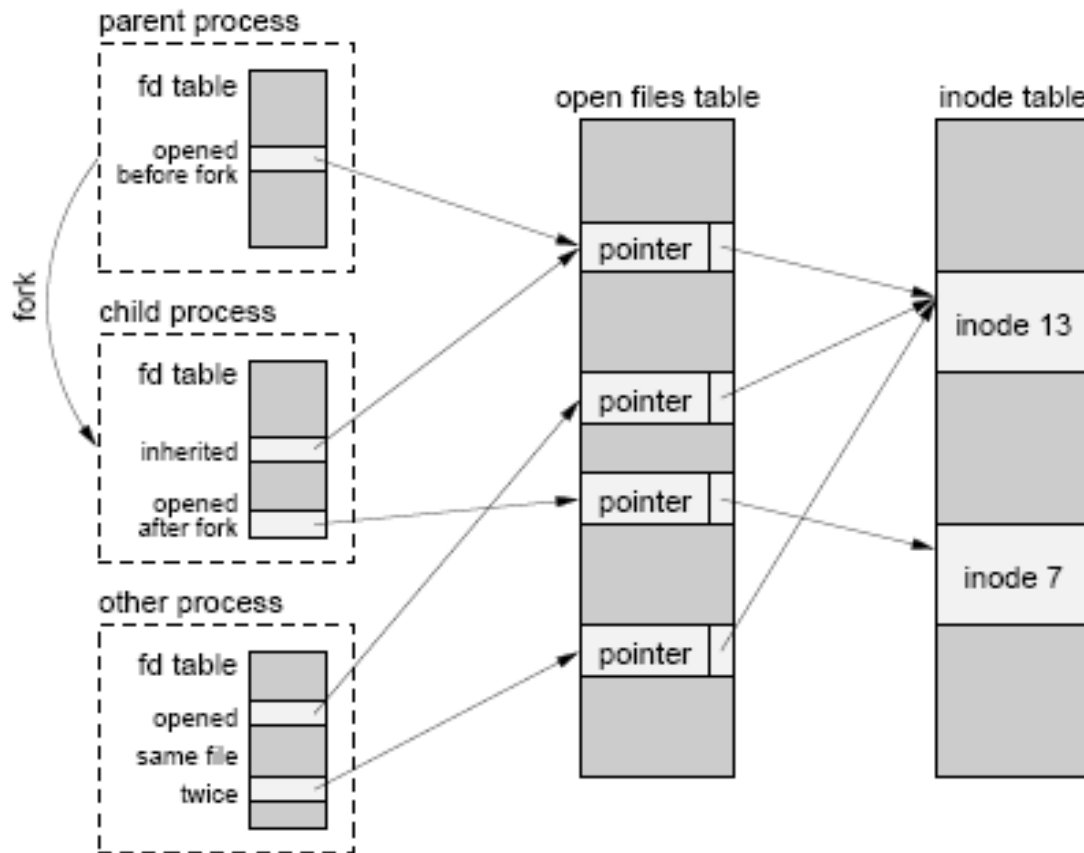 parent process
fd table
opened
before fork
fork
child process
fd table
inherited
opened
after fork
other process
fd table
opened
same file
twice
open files table
pointer
pointer
pointer
pointer
inode table
inode 13
inode 7